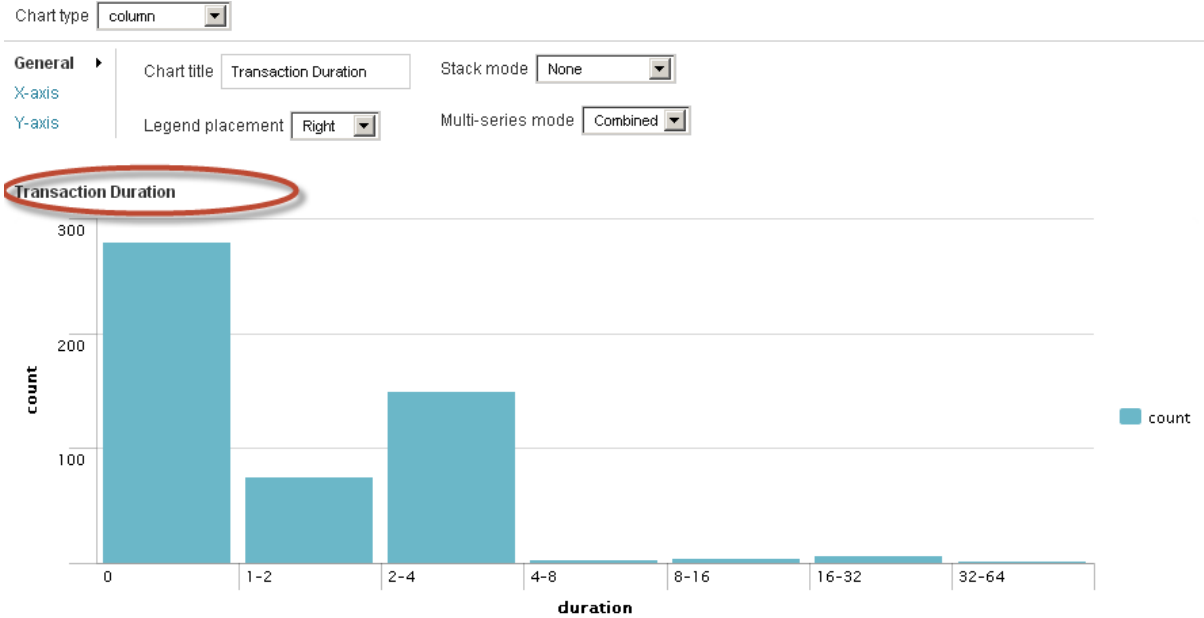 Chart type column
General Chart title Transaction Duration Stack mode None
X-axis
Y-axis Legend placement Right Multi-series mode Combined
Transaction Duration
300
200
100
count
count
0 1-2 2-4 4-8 8-16 16-32 32-64
duration